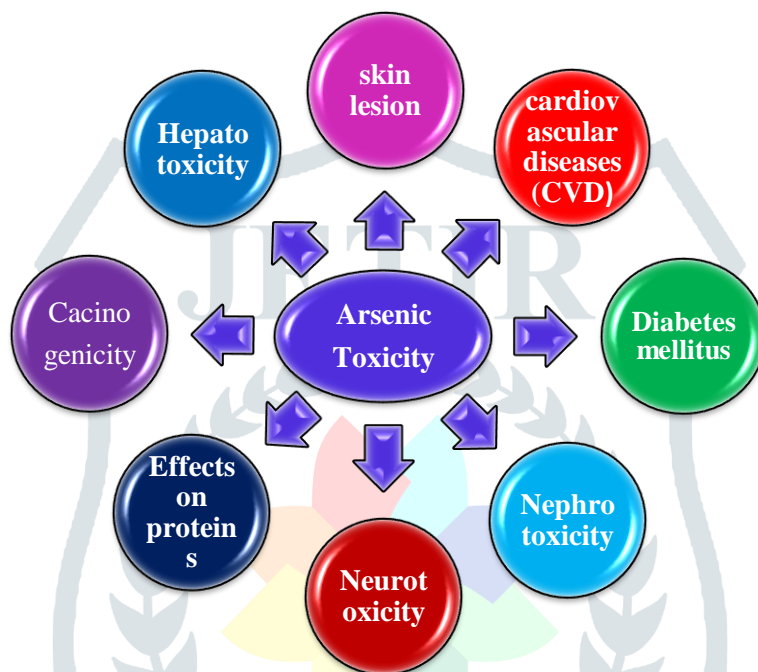 skin
lesion
cardiov
ascular
diseases
(CVD)
Hepato
toxicity
JETIR
Arsenic
Toxicity
Cacino
genicity
Diabetes
mellitus
Effects
on
protein
s
Nephro
toxicity
Neurot
oxicity